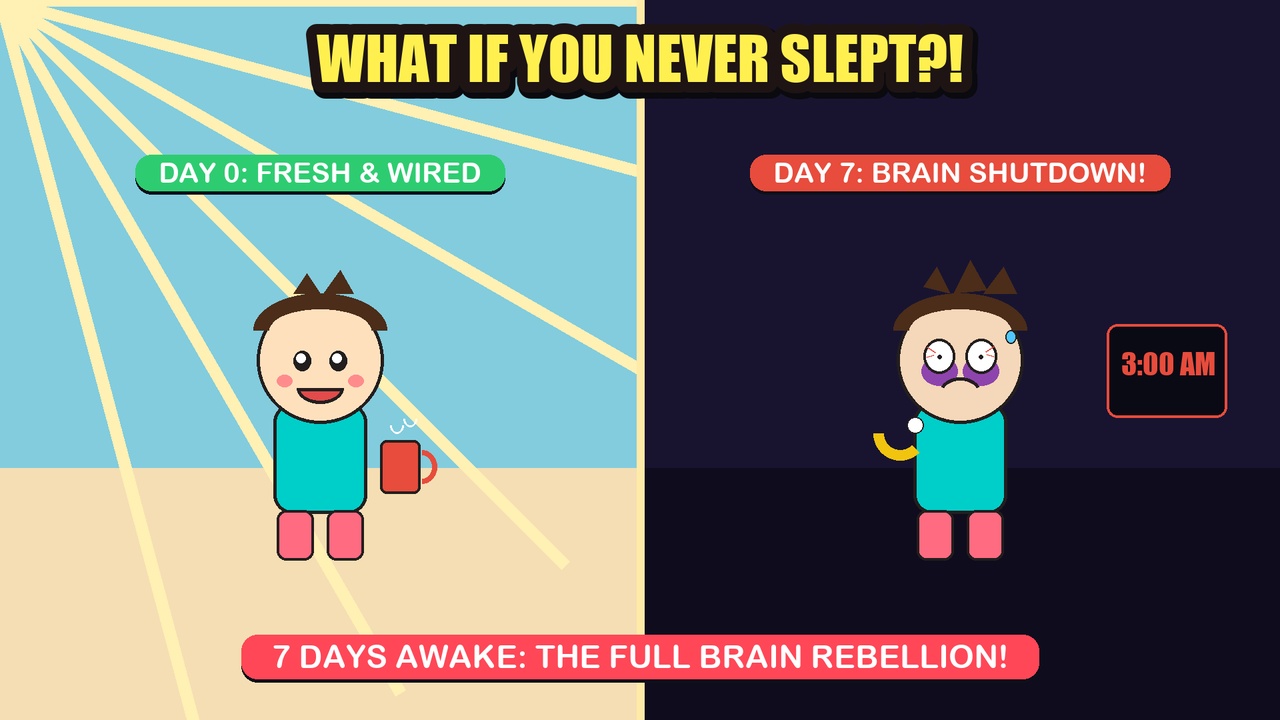 WHAT IF YOU NEVER SLEPT?!
DAY 0: FRESH & WIRED
DAY 7: BRAIN SHUTDOWN!
3:00 AM
7 DAYS AWAKE: THE FULL BRAIN REBELLION!